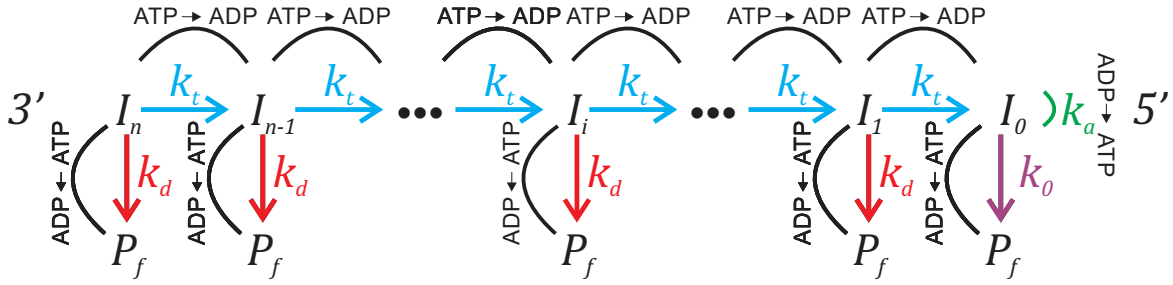 ATP → ADP ATP → ADP ATP → ADP ATP → ADP ATP → ADP ATP → ADP
3' I_n k_t I_{n-1} k_t ••• k_t I_i k_t ••• k_t I_1 k_t I_0 k_a ADP → ATP 5'
ADP ← ATP k_d ADP ← ATP k_d ADP ← ATP k_d ADP ← ATP k_d ADP ← ATP k_0
P_f P_f P_f P_f P_f